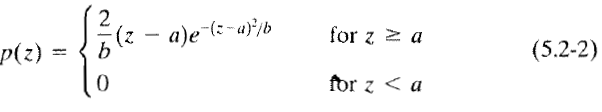 p(z) = { 2/b (z − a)e^{−(z−a)²/b} for z ≥ a (5.2-2)
0 for z < a